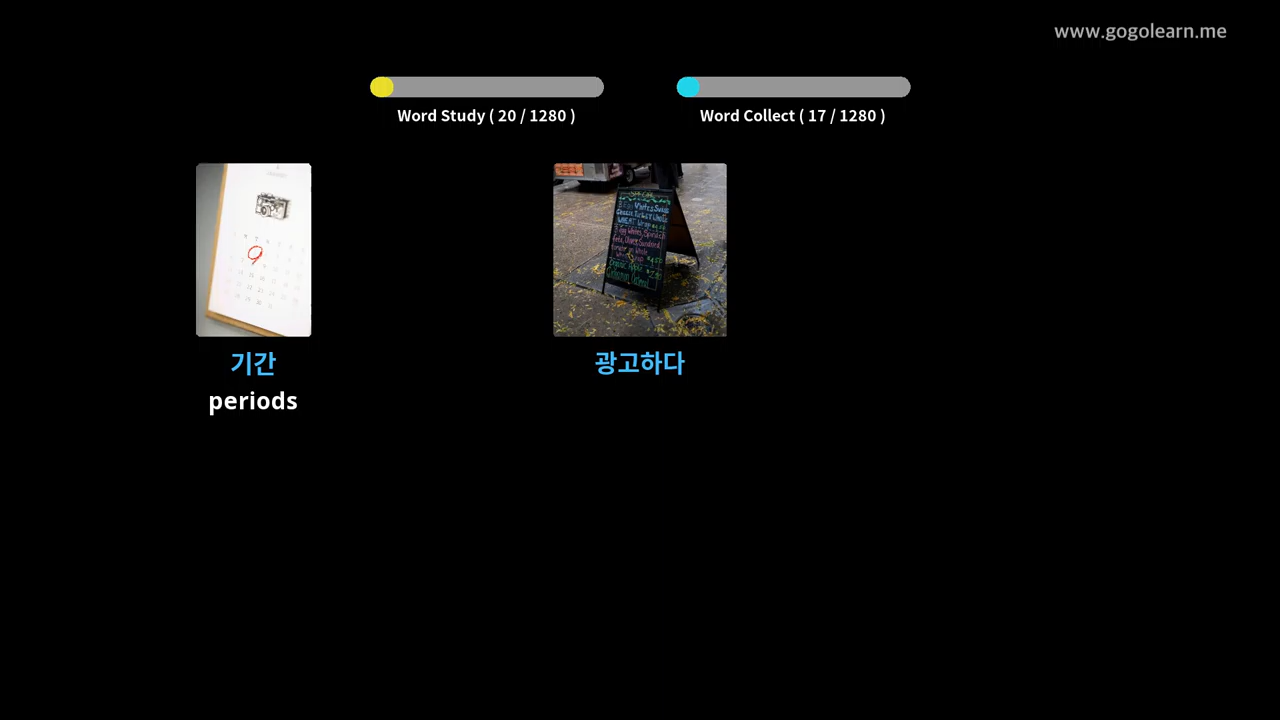 www.gogolearn.me
Word Study ( 20 / 1280 )
Word Collect ( 17 / 1280 )
기간
periods
광고하다